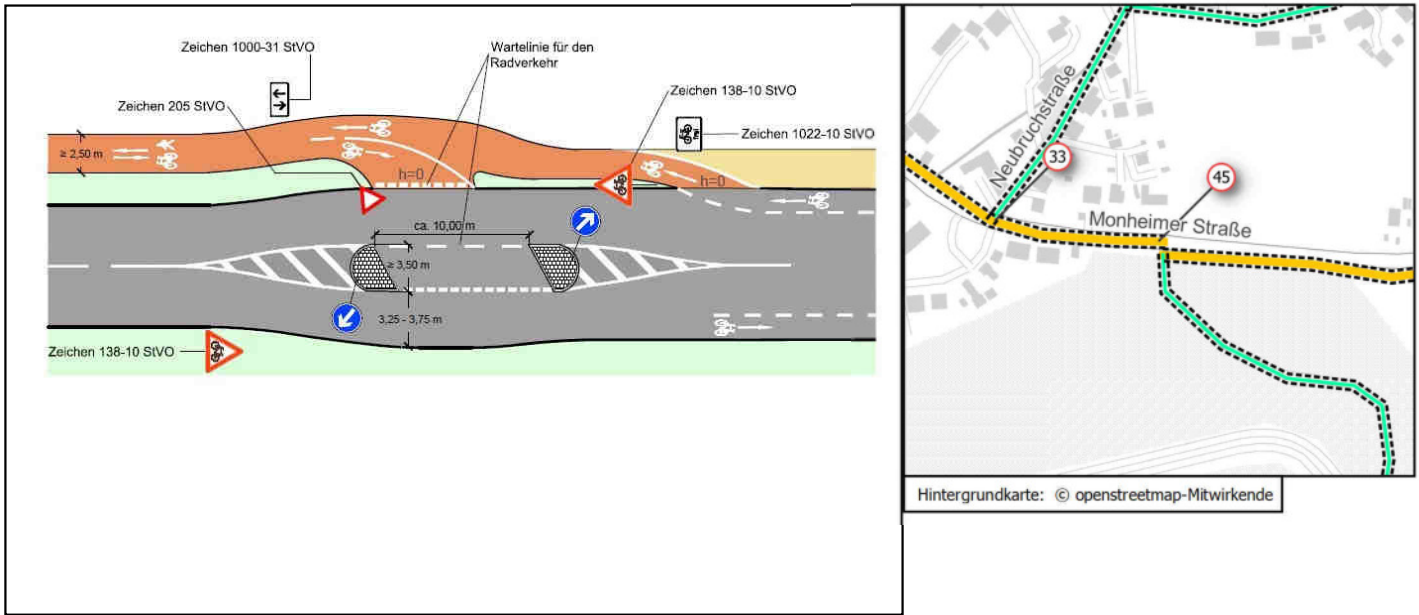 Zeichen 1000-31 StVO
Wartelinie für den
Radverkehr
Zeichen 205 StVO
Zeichen 138-10 StVO
frei
Zeichen 1022-10 StVO
≥ 2,50 m
h=0
h=0
ca. 10,00 m
≥ 3,50 m
3,25 - 3,75 m
Zeichen 138-10 StVO
Neubruchstraße
33
45
Monheimer Straße
Hintergrundkarte: © openstreetmap-Mitwirkende